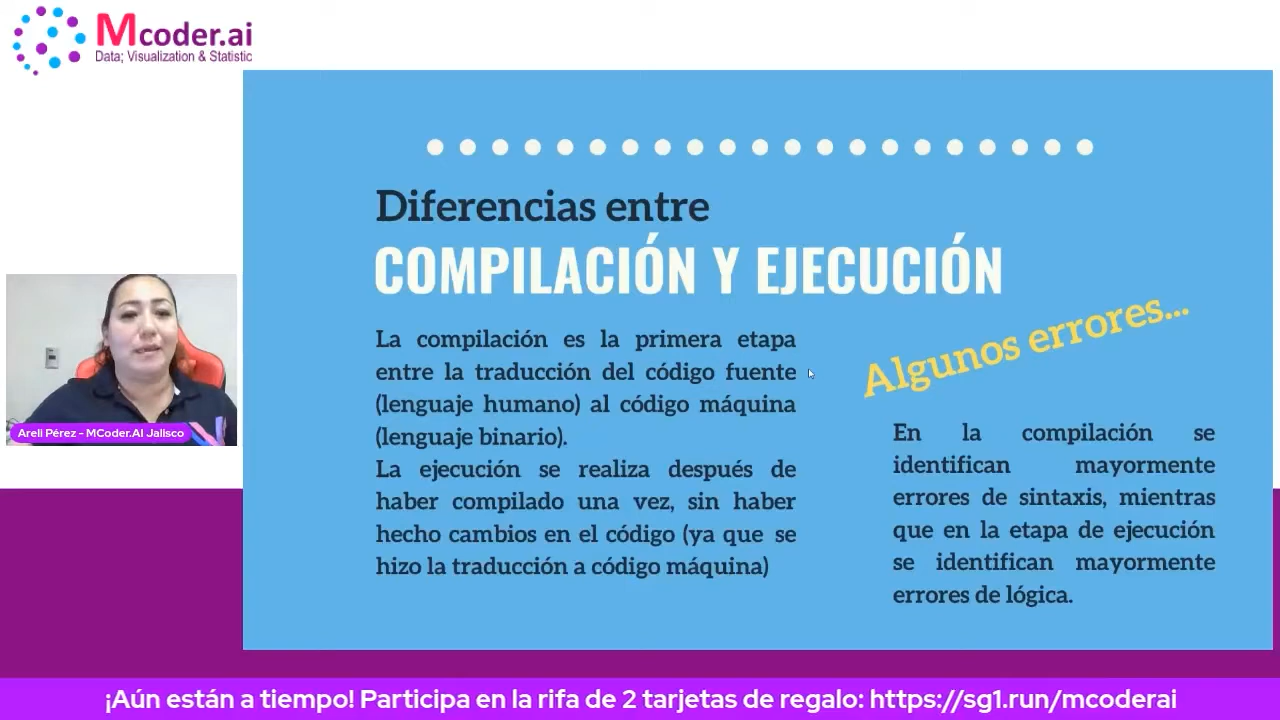 Mcoder.ai
Data; Visualization & Statistic
Diferencias entre
COMPILACIÓN Y EJECUCIÓN
La compilación es la primera etapa
entre la traducción del código fuente
(lenguaje humano) al código máquina
(lenguaje binario).
La ejecución se realiza después de
haber compilado una vez, sin haber
hecho cambios en el código (ya que se
hizo la traducción a código máquina)
Algunos errores...
En la compilación se
identifican mayormente
errores de sintaxis, mientras
que en la etapa de ejecución
se identifican mayormente
errores de lógica.
Areli Pérez - MCoder.AI Jalisco
¡Aún están a tiempo! Participa en la rifa de 2 tarjetas de regalo: https://sg1.run/mcoderai